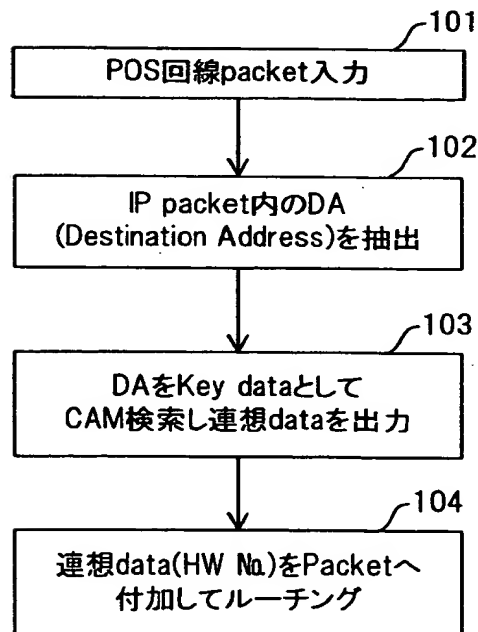 101
POS回線packet入力
102
IP packet内のDA
(Destination Address)を抽出
103
DAをKey dataとして
CAM検索し連想dataを出力
104
連想data(HW №)をPacketへ
付加してルーチング